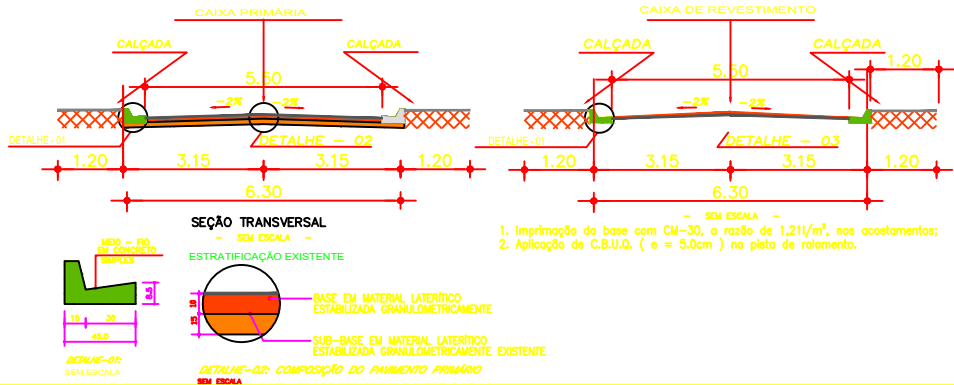 CAIXA PRIMÁRIA
CALÇADA
CALÇADA
5.50
-2%
-2%
DETALHE-01
DETALHE - 02
1.20
3.15
3.15
1.20
6.30
CAIXA DE REVESTIMENTO
CALÇADA
CALÇADA
1.20
5.50
-2%
-2%
DETALHE-01
DETALHE - 03
1.20
3.15
3.15
1.20
6.30
SEÇÃO TRANSVERSAL
- SEM ESCALA -
- SEM ESCALA -
1. Imprimação da base com CM-30, a razão de 1,21l/m², nos acostamentos;
2. Aplicação de C.B.U.Q. ( e = 5.0cm ) na pista de rolamento.
MEIO - FIO
EM CONCRETO
SIMPLES
8.5
15
30
45.0
DETALHE-01:
SEM ESCALA
ESTRATIFICAÇÃO EXISTENTE
15
BASE EM MATERIAL LATERÍTICO
ESTABILIZADA GRANULOMETRICAMENTE
SUB-BASE EM MATERIAL LATERÍTICO
ESTABILIZADA GRANULOMETRICAMENTE EXISTENTE
DETALHE-02: COMPOSIÇÃO DO PAVIMENTO PRIMÁRIO
SEM ESCALA